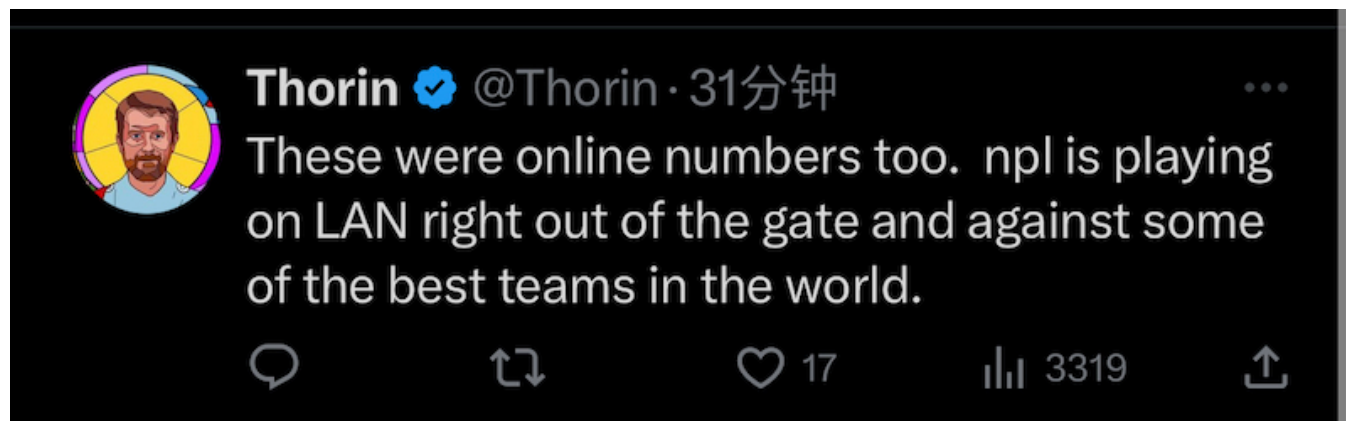 Thorin @Thorin · 31分钟
These were online numbers too.  npl is playing
on LAN right out of the gate and against some
of the best teams in the world.
17 3319